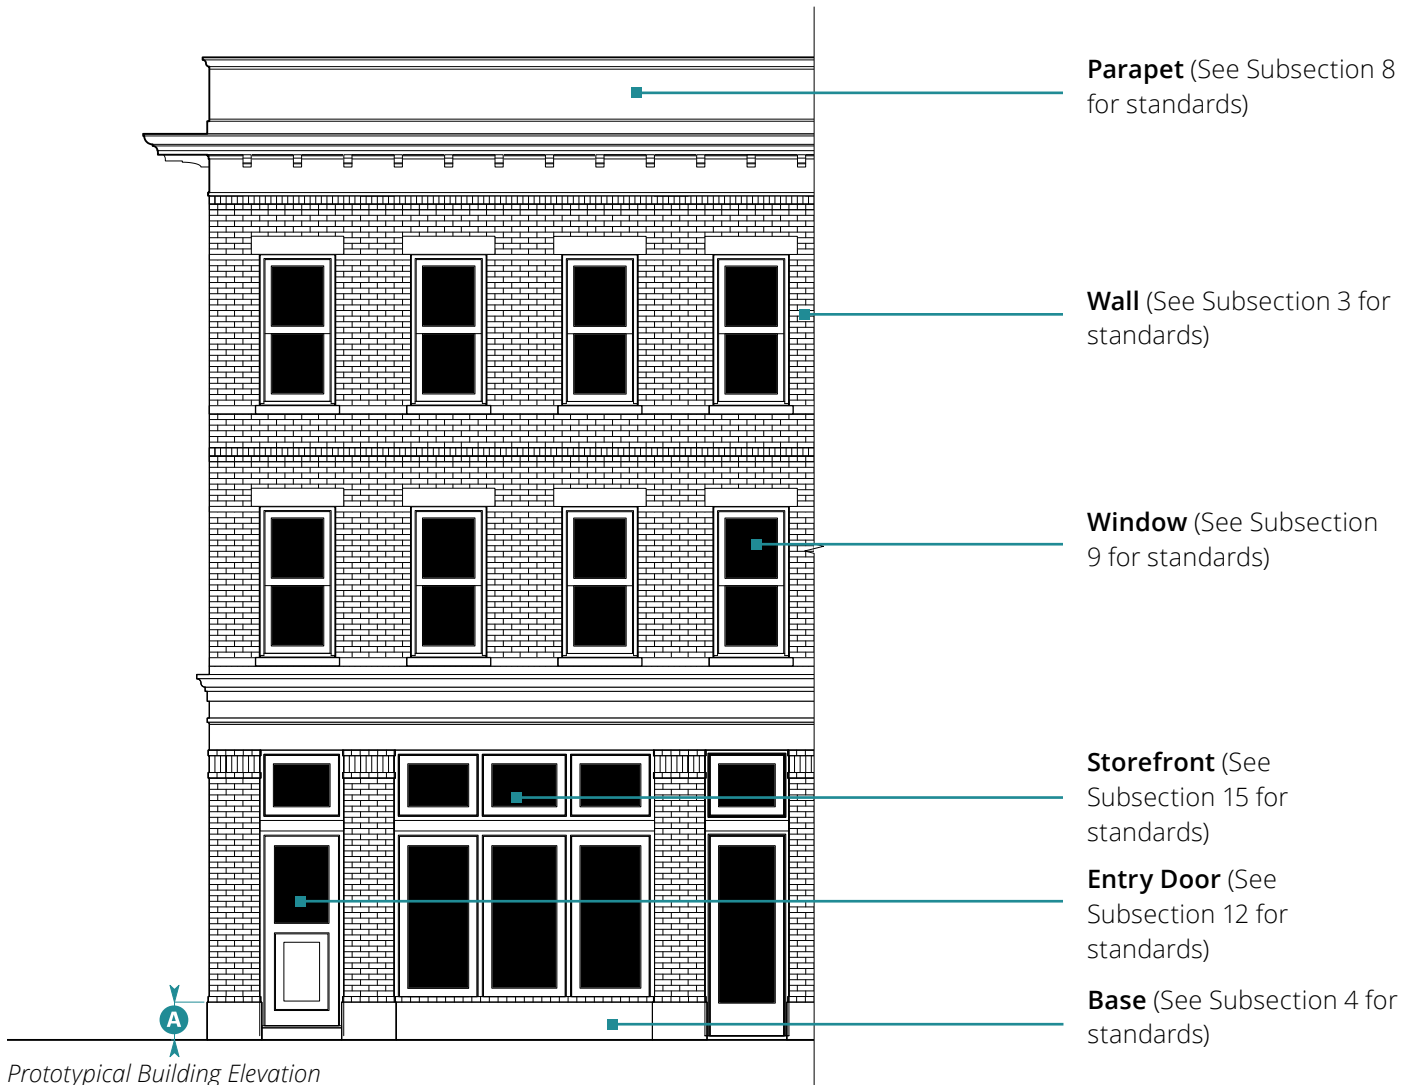 Parapet (See Subsection 8
for standards)
Wall (See Subsection 3 for
standards)
Window (See Subsection
9 for standards)
Storefront (See
Subsection 15 for
standards)
Entry Door (See
Subsection 12 for
standards)
Base (See Subsection 4 for
standards)
A
Prototypical Building Elevation